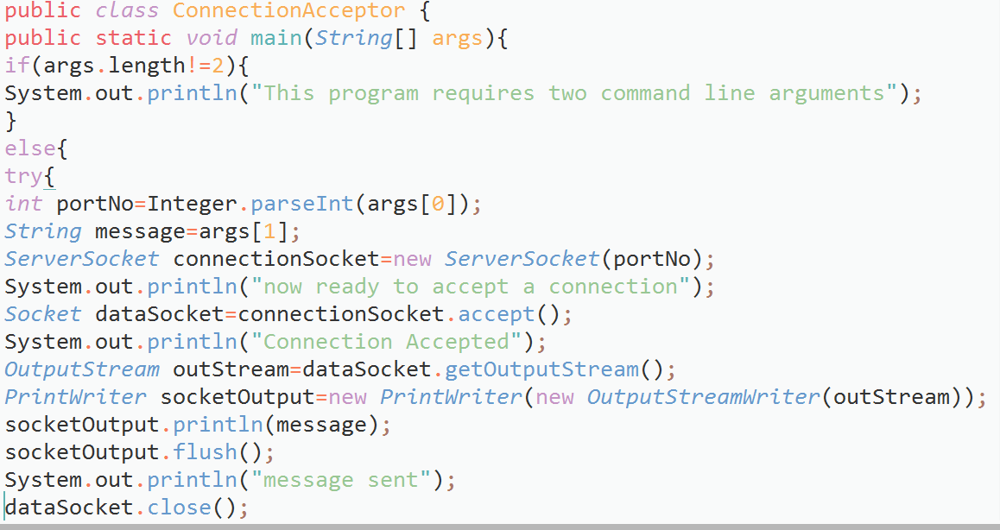 public class ConnectionAcceptor {
public static void main(String[] args){
if(args.length!=2){
System.out.println("This program requires two command line arguments");
}
else{
try{
int portNo=Integer.parseInt(args[0]);
String message=args[1];
ServerSocket connectionSocket=new ServerSocket(portNo);
System.out.println("now ready to accept a connection");
Socket dataSocket=connectionSocket.accept();
System.out.println("Connection Accepted");
OutputStream outStream=dataSocket.getOutputStream();
PrintWriter socketOutput=new PrintWriter(new OutputStreamWriter(outStream));
socketOutput.println(message);
socketOutput.flush();
System.out.println("message sent");
dataSocket.close();